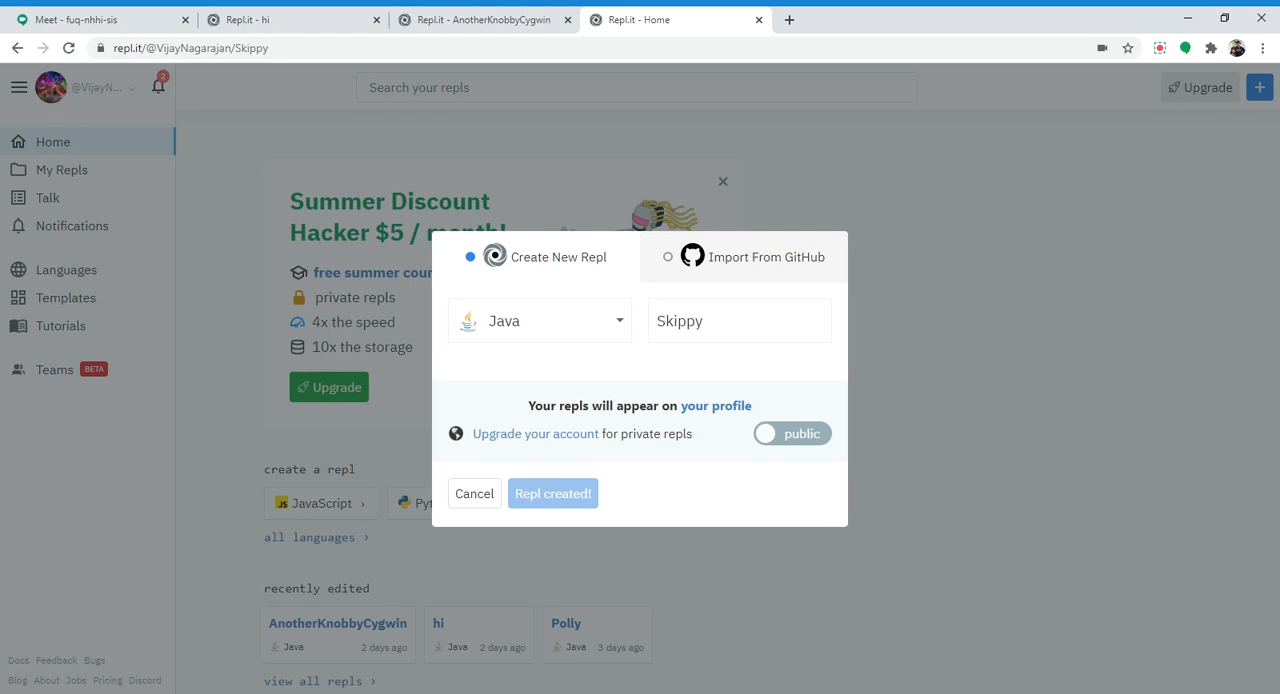 Meet - fuq-nhhi-sis
Repl.it - hi
Repl.it - AnotherKnobbyCygwin
Repl.it - Home
repl.it/@VijayNagarajan/Skippy
@VijayN...
2
Search your repls
Upgrade
+
Home
My Repls
Talk
Notifications
Languages
Templates
Tutorials
Teams BETA
Docs Feedback Bugs
Blog About Jobs Pricing Discord
Summer Discount
Hacker $5 / month!
free summer cour
private repls
4x the speed
10x the storage
Upgrade
Create New Repl
Import From GitHub
Java
Skippy
Your repls will appear on your profile
Upgrade your account for private repls
public
Cancel
Repl created!
create a repl
JS JavaScript ›
Pyt
all languages ›
recently edited
AnotherKnobbyCygwin
Java 2 days ago
hi
Java 2 days ago
Polly
Java 3 days ago
view all repls ›